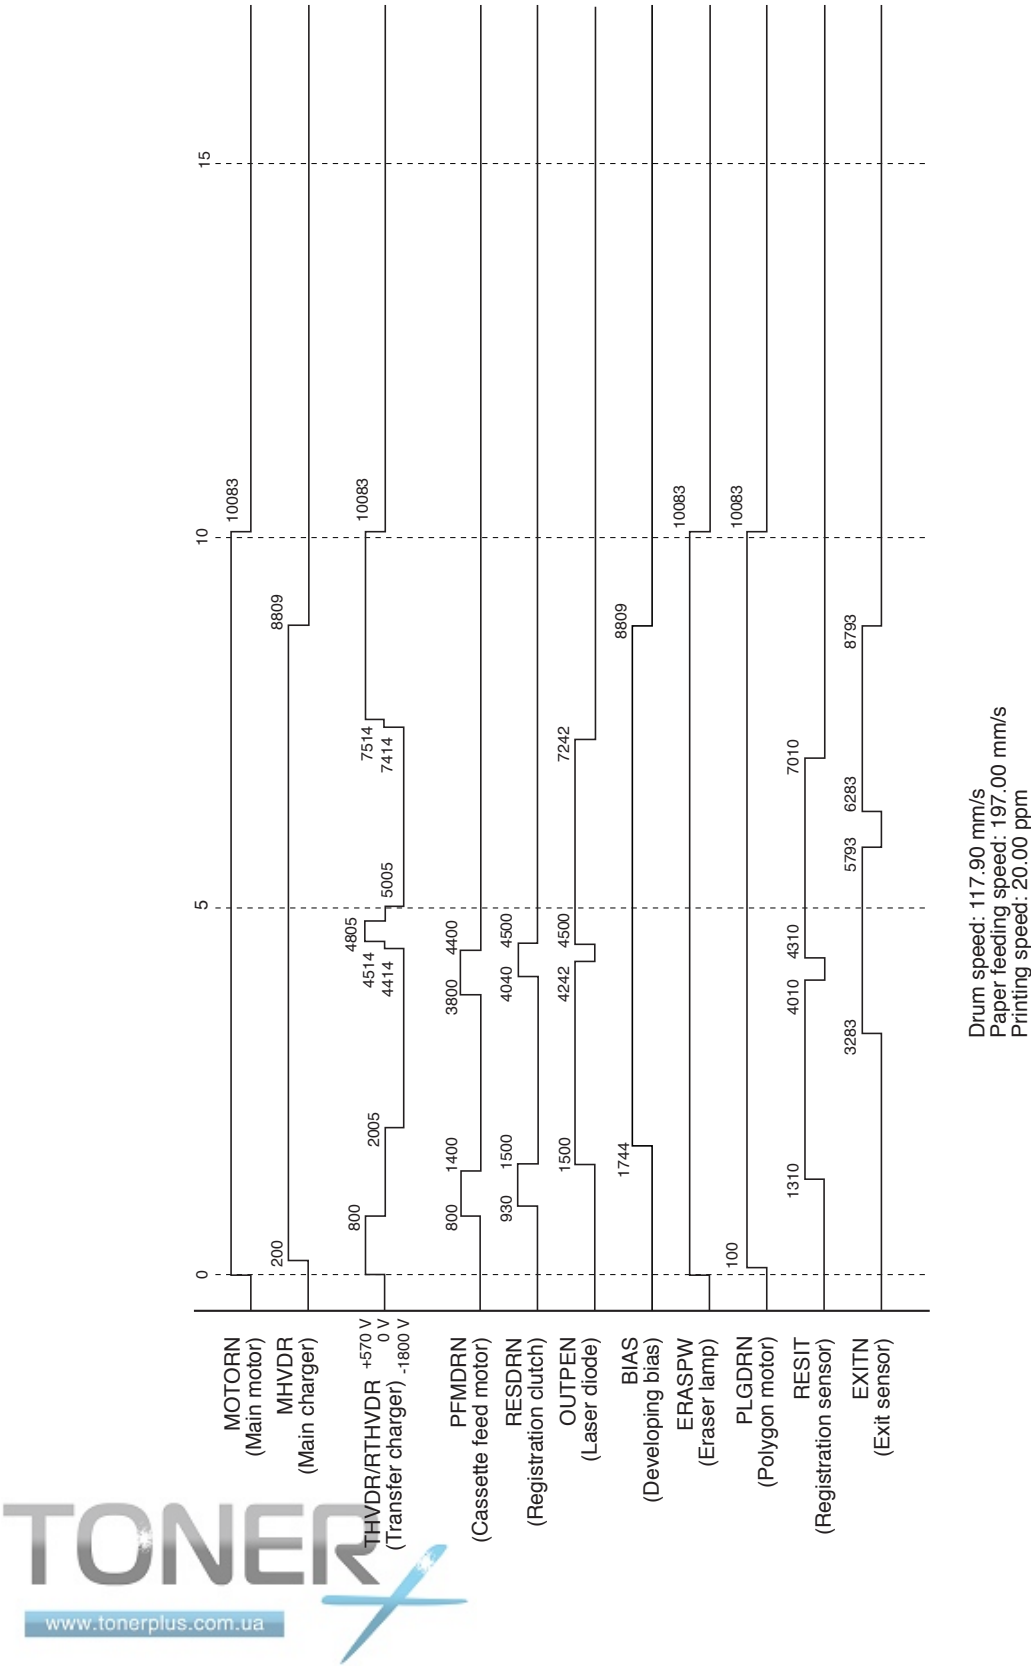 0
5
10
15
MOTORN
(Main motor)
10083
MHVDR
(Main charger)
200
8809
THVDR/RTHVDR
(Transfer charger)
+570 V
0 V
-1800 V
800
2005
4514
4414
4805
5005
7514
7414
10083
PFMDRN
(Cassette feed motor)
800
1400
3800
4400
RESDRN
(Registration clutch)
930
1500
4040
4500
OUTPEN
(Laser diode)
1500
4242
4500
7242
BIAS
(Developing bias)
1744
8809
ERASPW
(Eraser lamp)
10083
PLGDRN
(Polygon motor)
100
10083
RESIT
(Registration sensor)
1310
4010
4310
7010
EXITN
(Exit sensor)
3283
5793
6283
8793
Drum speed: 117.90 mm/s
Paper feeding speed: 197.00 mm/s
Printing speed: 20.00 ppm
TONER
www.tonerplus.com.ua